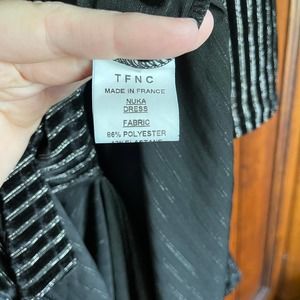 TFNC
MADE IN FRANCE
NUKA
DRESS
FABRIC
86% POLYESTER